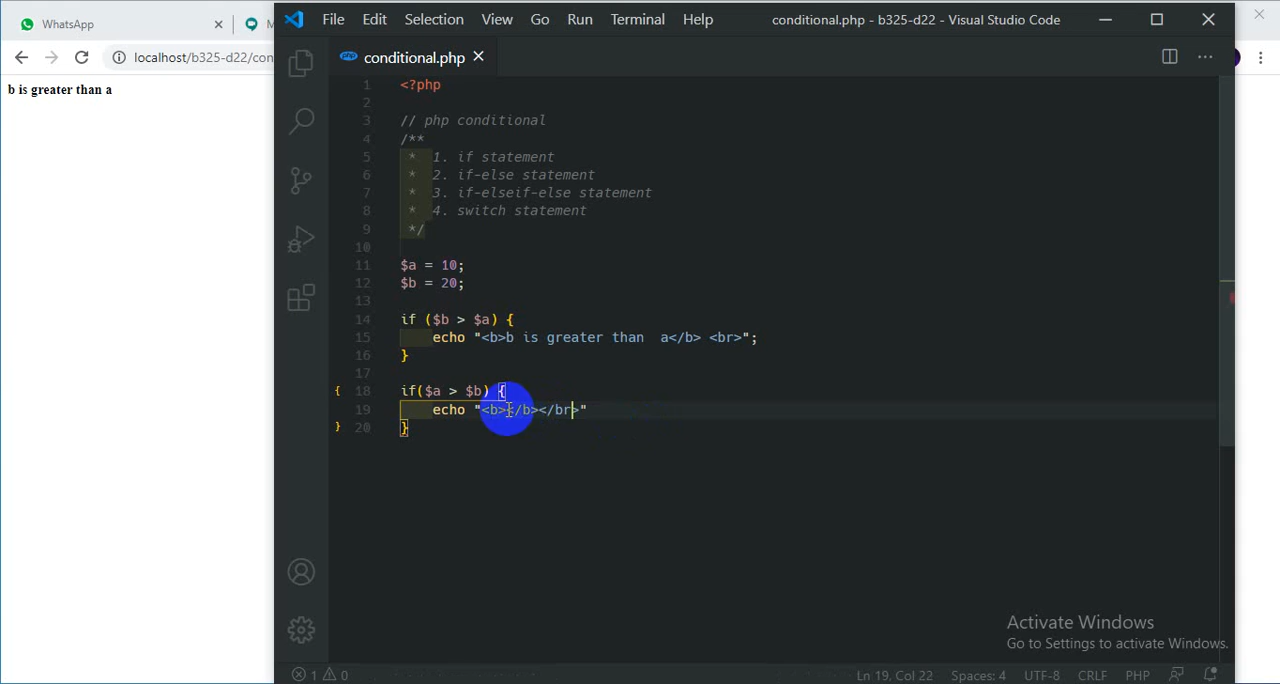 WhatsApp
localhost/b325-d22/con
b is greater than a
File Edit Selection View Go Run Terminal Help conditional.php - b325-d22 - Visual Studio Code
php conditional.php
1 <?php
2
3 // php conditional
4 /**
5 * 1. if statement
6 * 2. if-else statement
7 * 3. if-elseif-else statement
8 * 4. switch statement
9 */
10
11 $a = 10;
12 $b = 20;
13
14 if ($b > $a) {
15 echo "<b>b is greater than  a</b> <br>";
16 }
17
{ 18 if($a > $b) {
19 echo "<b></b></br>"
} 20 }
Activate Windows
Go to Settings to activate Windows.
1 0 Ln 19, Col 22 Spaces: 4 UTF-8 CRLF PHP